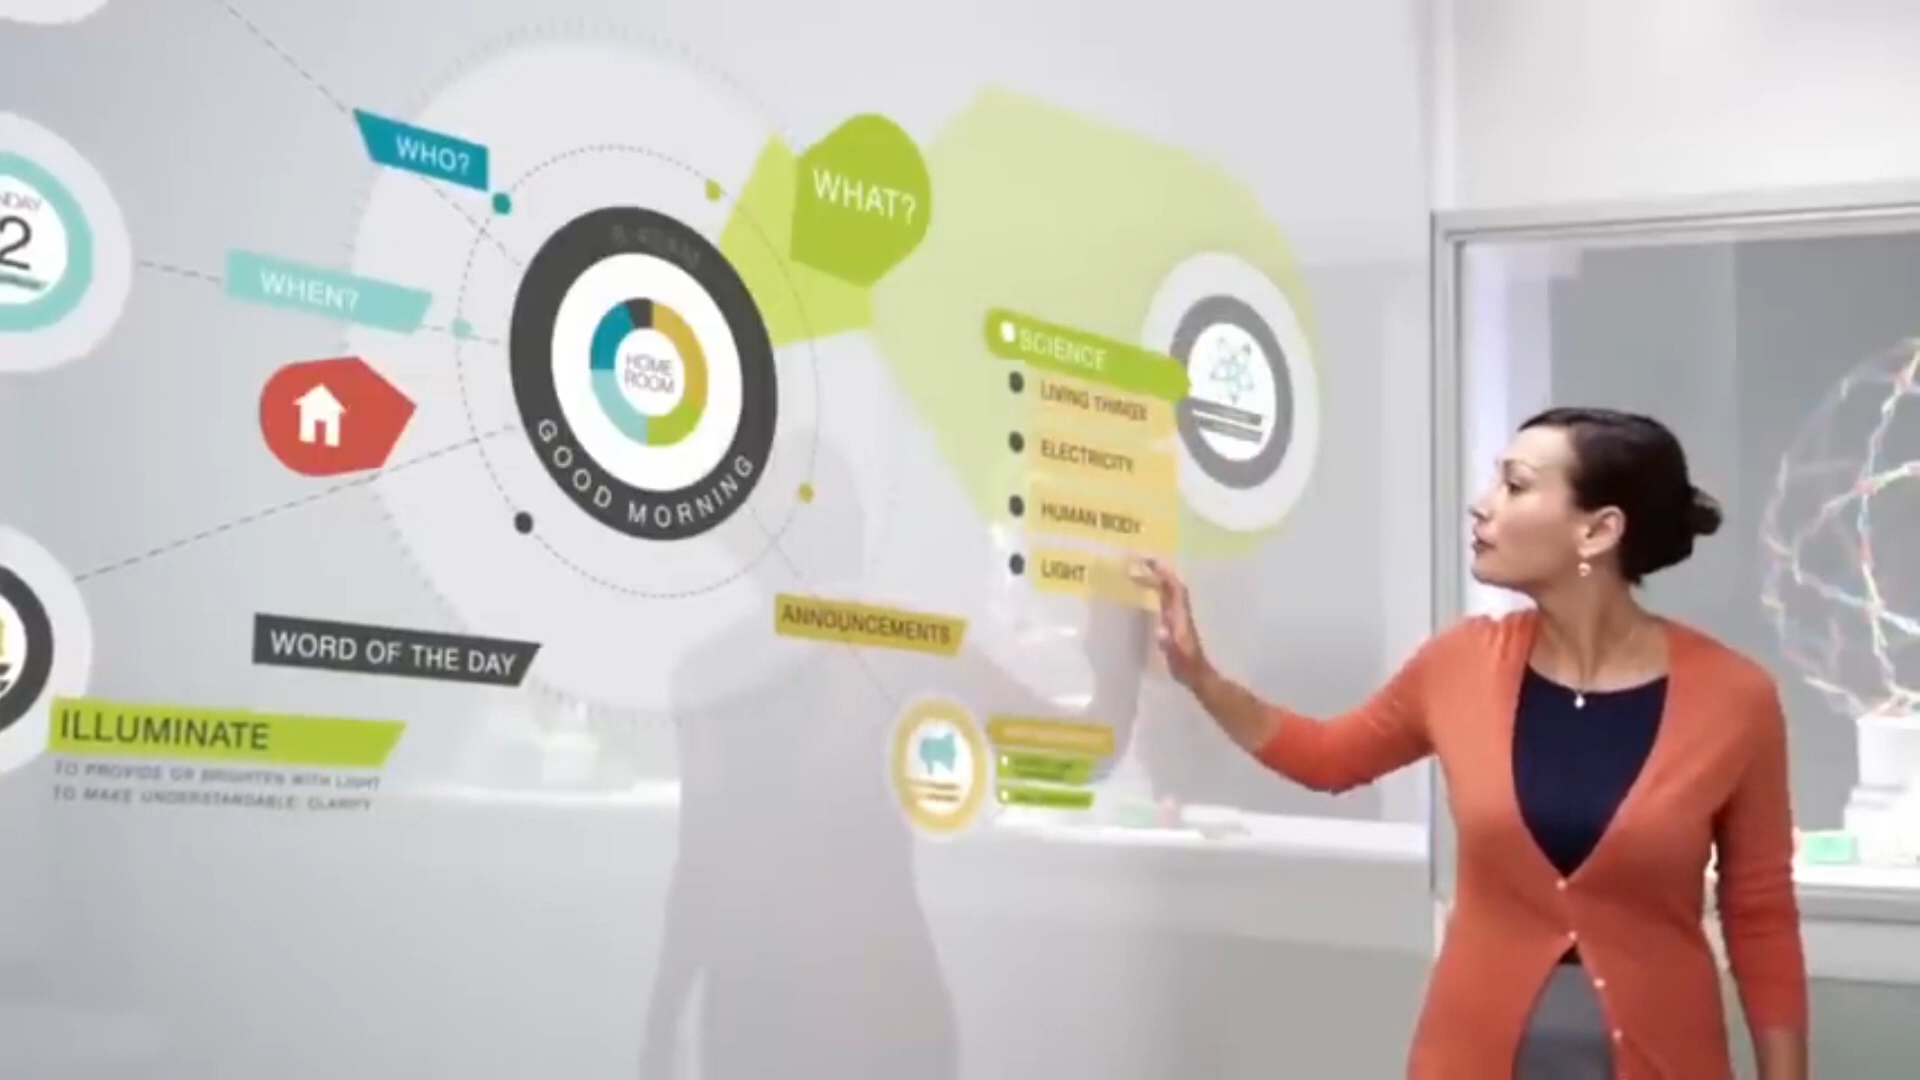 WHO?
WHAT?
NDAY
2
WHEN?
HOME
ROOM
GOOD MORNING
SCIENCE
LIVING THINGS
ELECTRICITY
HUMAN BODY
LIGHT
ANNOUNCEMENTS
WORD OF THE DAY
ILLUMINATE
TO PROVIDE OR BRIGHTEN WITH LIGHT
TO MAKE UNDERSTANDABLE: CLARIFY